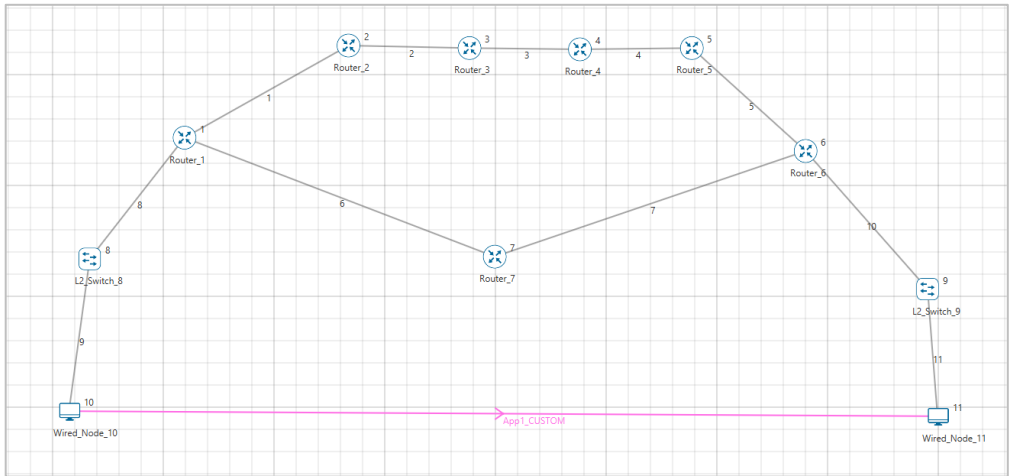 2
Router_2
2
3
Router_3
3
4
Router_4
4
5
Router_5
1
5
1
Router_1
6
Router_6
8
6
7
8
L2_Switch_8
7
Router_7
10
9
L2_Switch_9
9
11
10
Wired_Node_10
App1_CUSTOM
11
Wired_Node_11